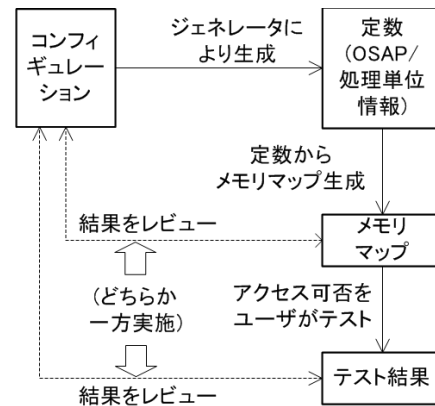 コンフィ
ギュレー
ション
ジェネレータに
より生成
定数
(OSAP/
処理単位
情報)
定数から
メモリマップ生成
結果をレビュー
メモリ
マップ
(どちらか
一方実施)
アクセス可否を
ユーザがテスト
結果をレビュー
テスト結果